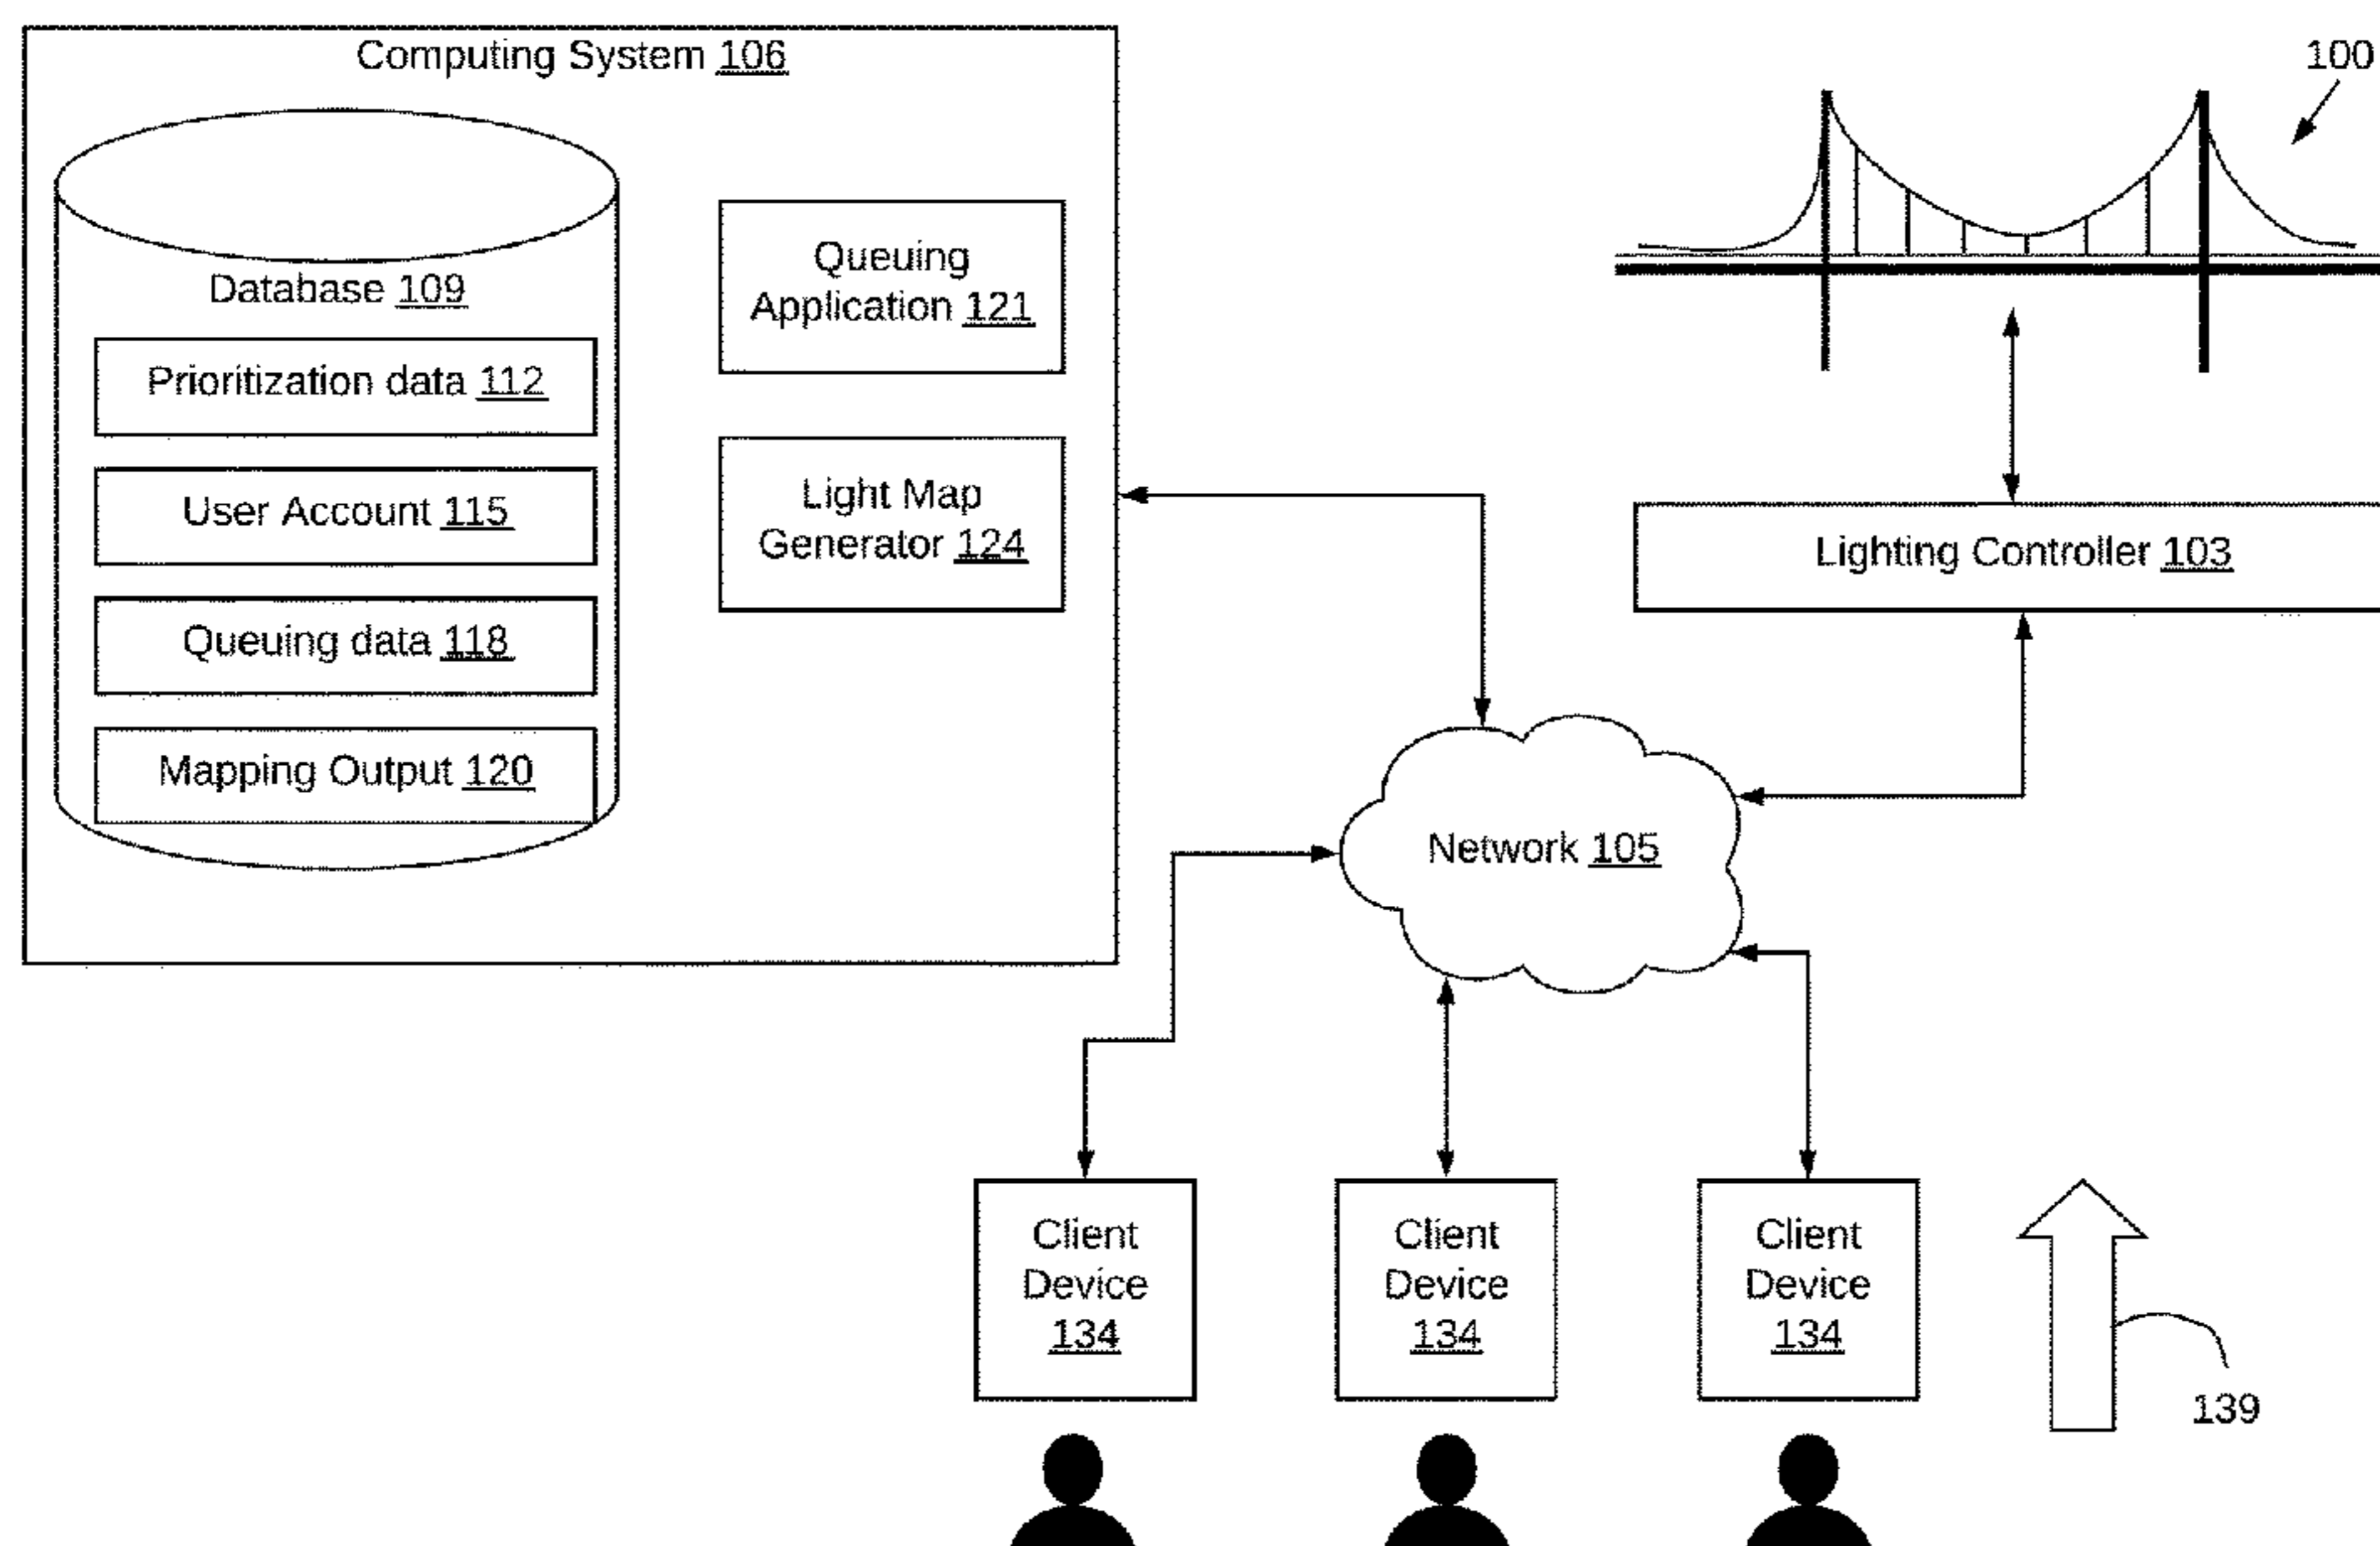 Computing System 106
100
Database 109
Prioritization data 112
User Account 115
Queuing data 118
Mapping Output 120
Queuing
Application 121
Light Map
Generator 124
Lighting Controller 103
Network 105
Client
Device
134
Client
Device
134
Client
Device
134
139